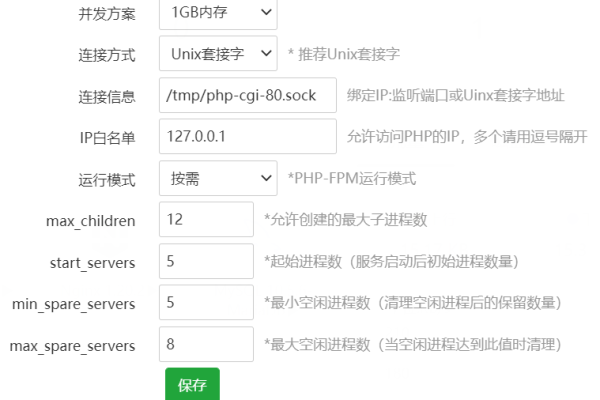 并发方案 1GB内存
连接方式 Unix套接字 * 推荐Unix套接字
连接信息 /tmp/php-cgi-80.sock 绑定IP:监听端口或Uinx套接字地址
IP白名单 127.0.0.1 允许访问PHP的IP，多个请用逗号隔开
运行模式 按需 *PHP-FPM运行模式
max_children 12 *允许创建的最大子进程数
start_servers 5 *起始进程数（服务启动后初始进程数量）
min_spare_servers 5 *最小空闲进程数（清理空闲进程后的保留数量）
max_spare_servers 8 *最大空闲进程数（当空闲进程达到此值时清理）
保存